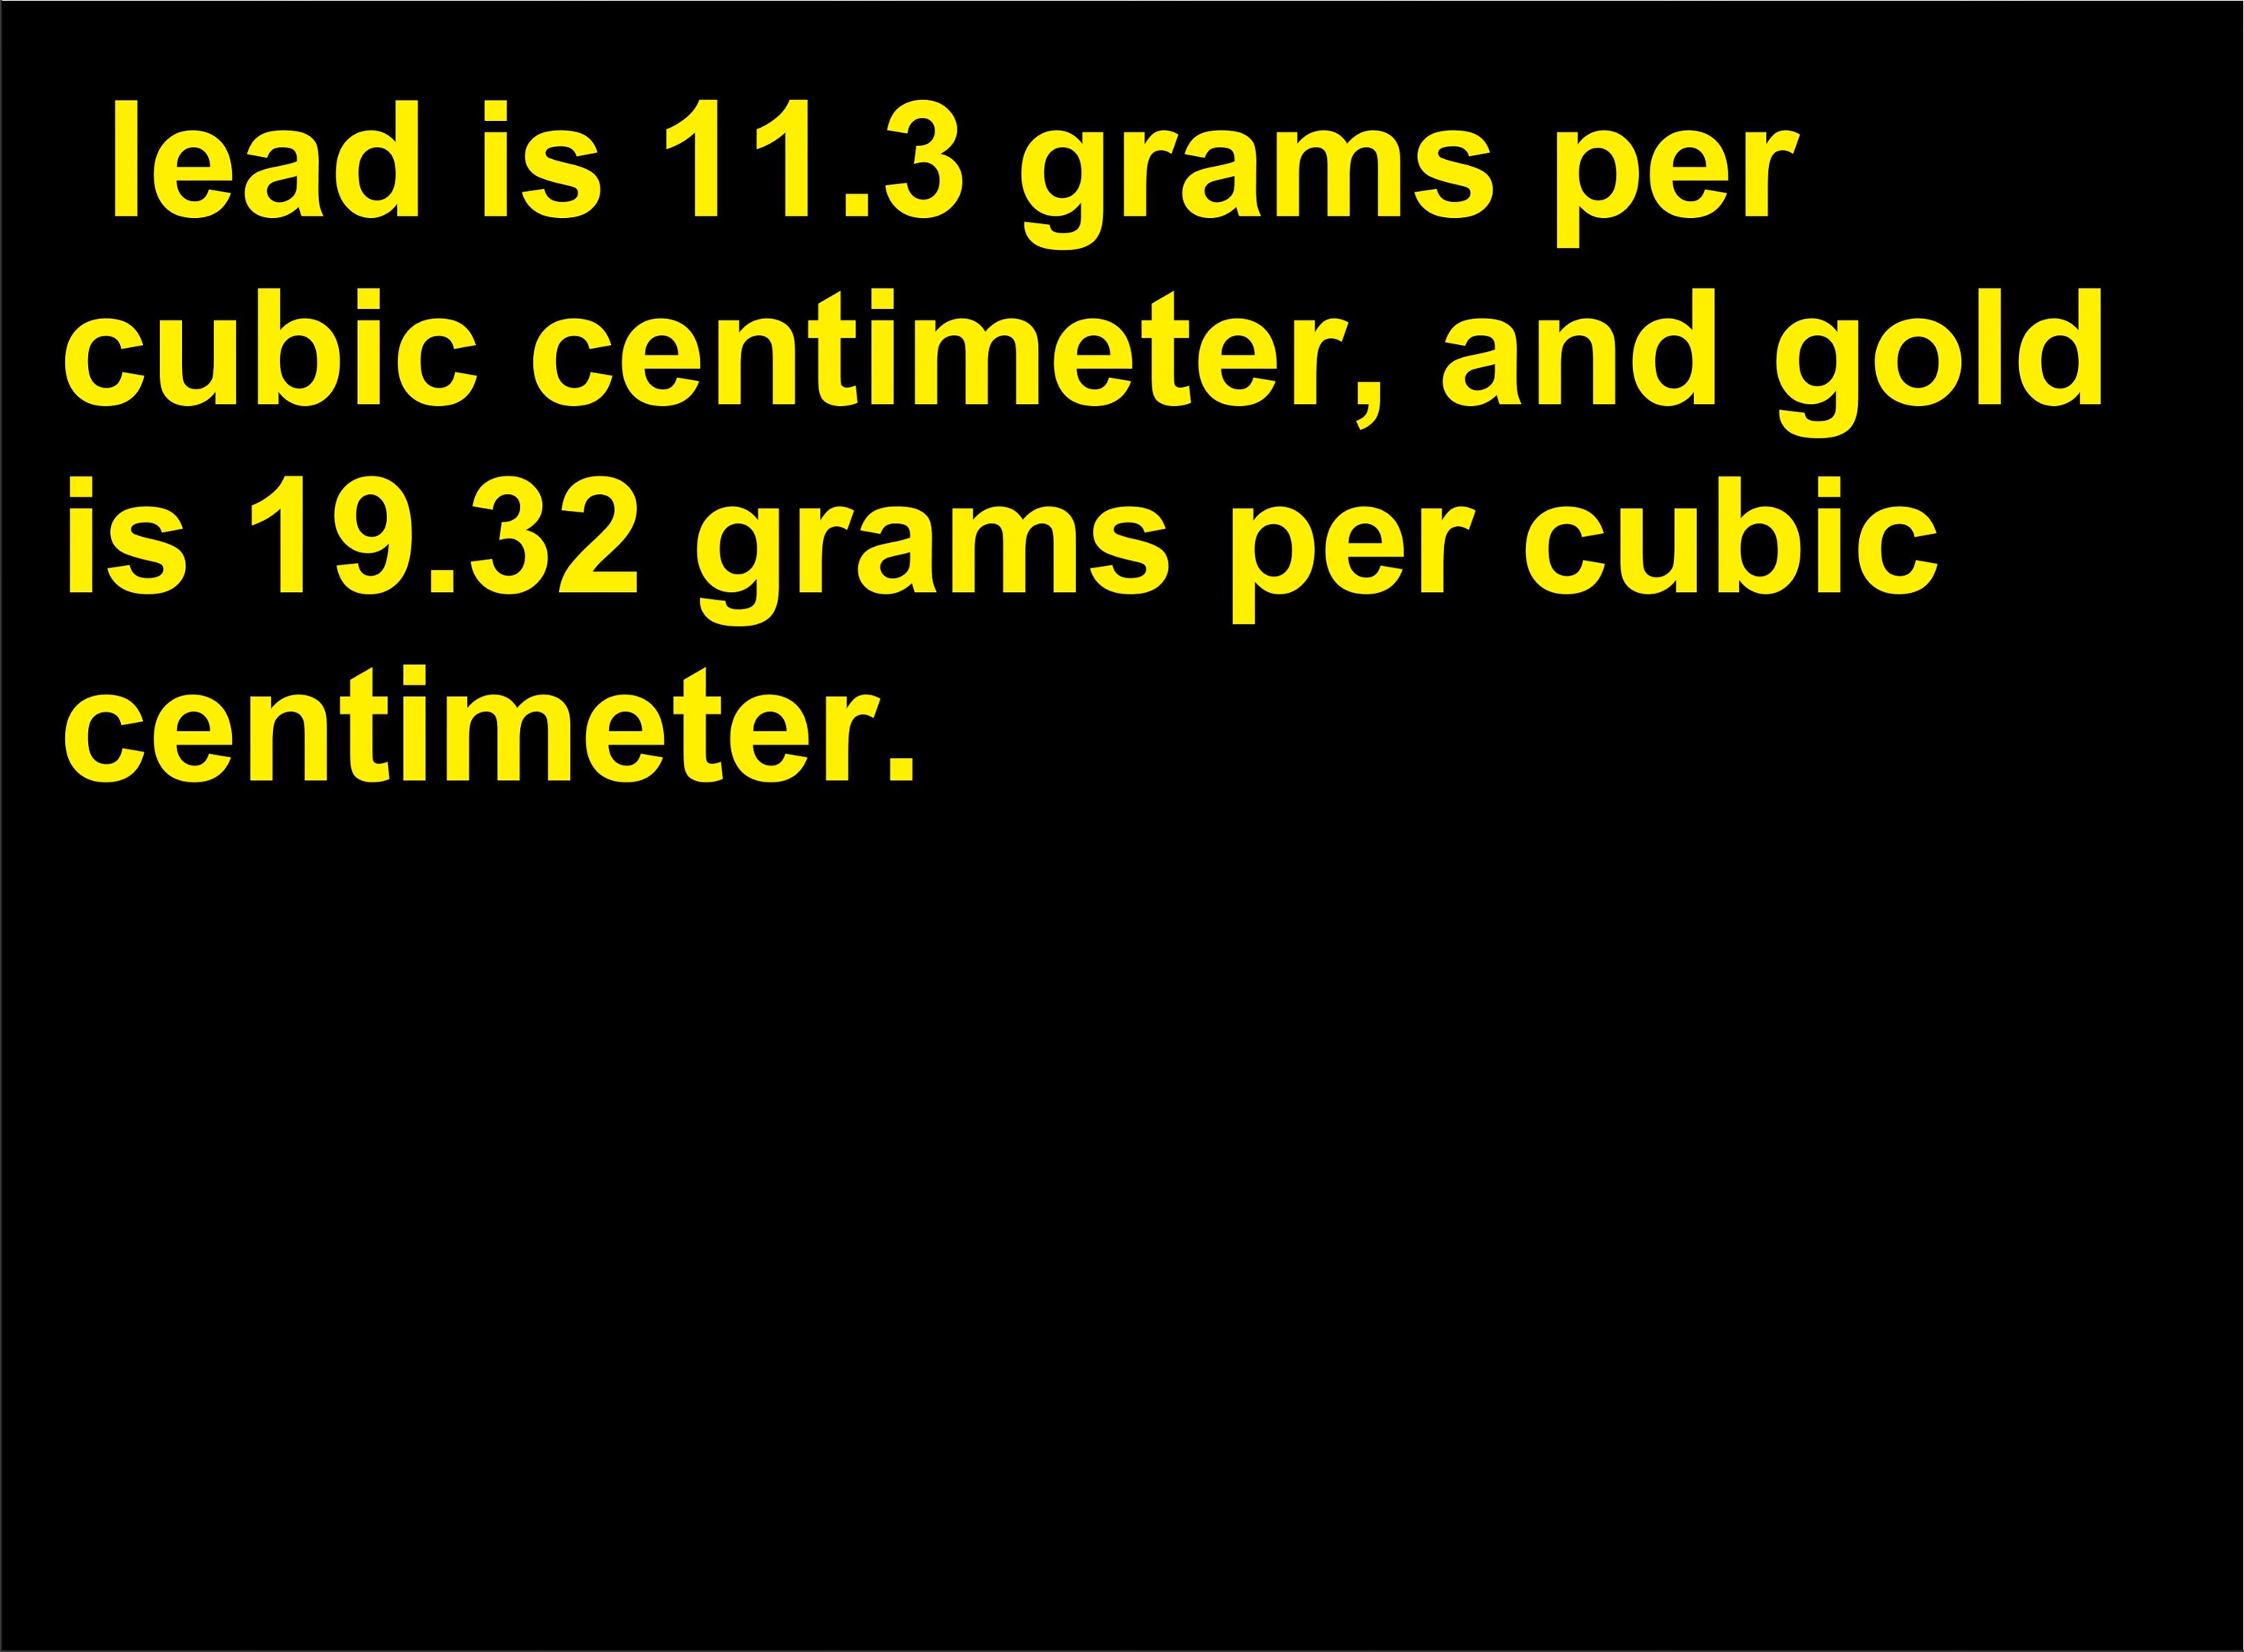 lead is 11.3 grams per
cubic centimeter, and gold
is 19.32 grams per cubic
centimeter.